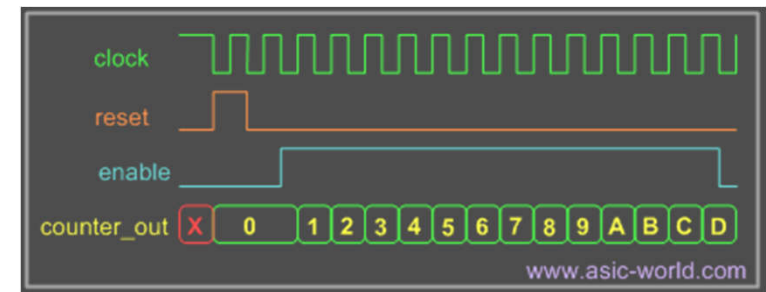 clock
reset
enable
counter_out X 0 1 2 3 4 5 6 7 8 9 A B C D
www.asic-world.com